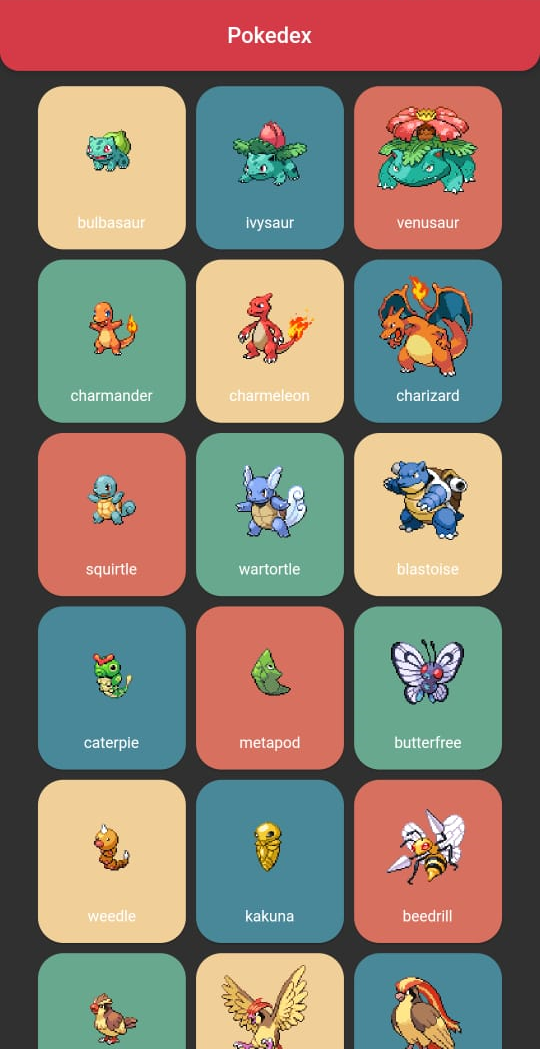 Pokedex
bulbasaur
ivysaur
venusaur
charmander
charmeleon
charizard
squirtle
wartortle
blastoise
caterpie
metapod
butterfree
weedle
kakuna
beedrill